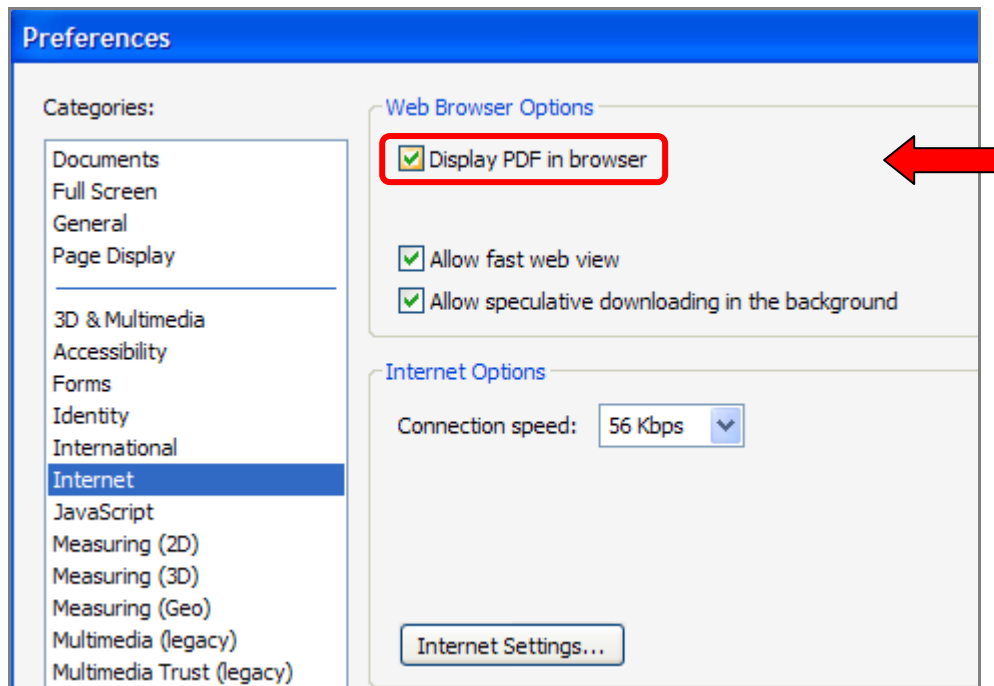 Preferences
Categories:
Documents
Full Screen
General
Page Display
3D & Multimedia
Accessibility
Forms
Identity
International
Internet
JavaScript
Measuring (2D)
Measuring (3D)
Measuring (Geo)
Multimedia (legacy)
Multimedia Trust (legacy)
Web Browser Options
Display PDF in browser
Allow fast web view
Allow speculative downloading in the background
Internet Options
Connection speed: 56 Kbps
Internet Settings...